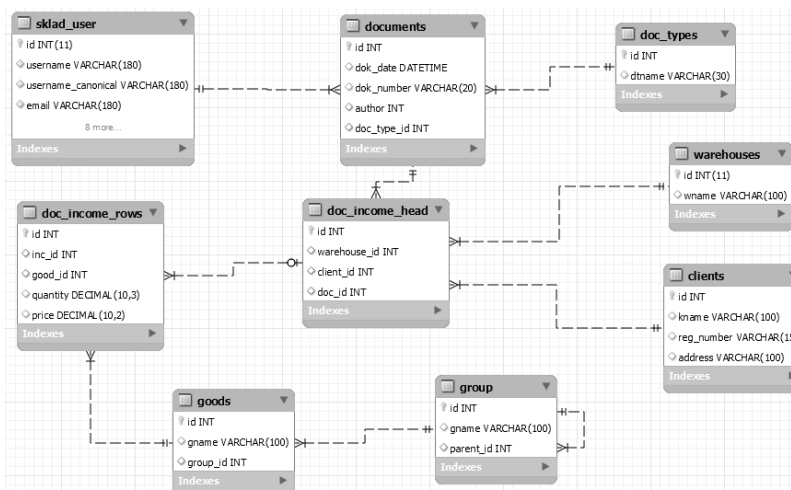 sklad_user
id INT(11)
username VARCHAR(180)
username_canonical VARCHAR(180)
email VARCHAR(180)
8 more...
Indexes
documents
id INT
dok_date DATETIME
dok_number VARCHAR(20)
author INT
doc_type_id INT
Indexes
doc_types
id INT
dtname VARCHAR(30)
Indexes
warehouses
id INT(11)
wname VARCHAR(100)
Indexes
doc_income_rows
id INT
inc_id INT
good_id INT
quantity DECIMAL(10,3)
price DECIMAL(10,2)
Indexes
doc_income_head
id INT
warehouse_id INT
client_id INT
doc_id INT
Indexes
clients
id INT
kname VARCHAR(100)
reg_number
address VARCHAR(100)
Indexes
goods
id INT
gname VARCHAR(100)
group_id INT
Indexes
group
id INT
gname VARCHAR(100)
parent_id INT
Indexes